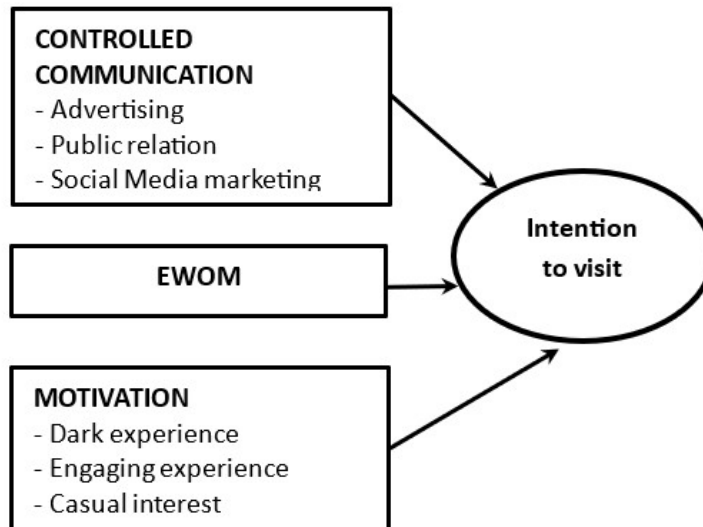 CONTROLLED
COMMUNICATION
- Advertising
- Public relation
- Social Media marketing
Intention
to visit
EWOM
MOTIVATION
- Dark experience
- Engaging experience
- Casual interest